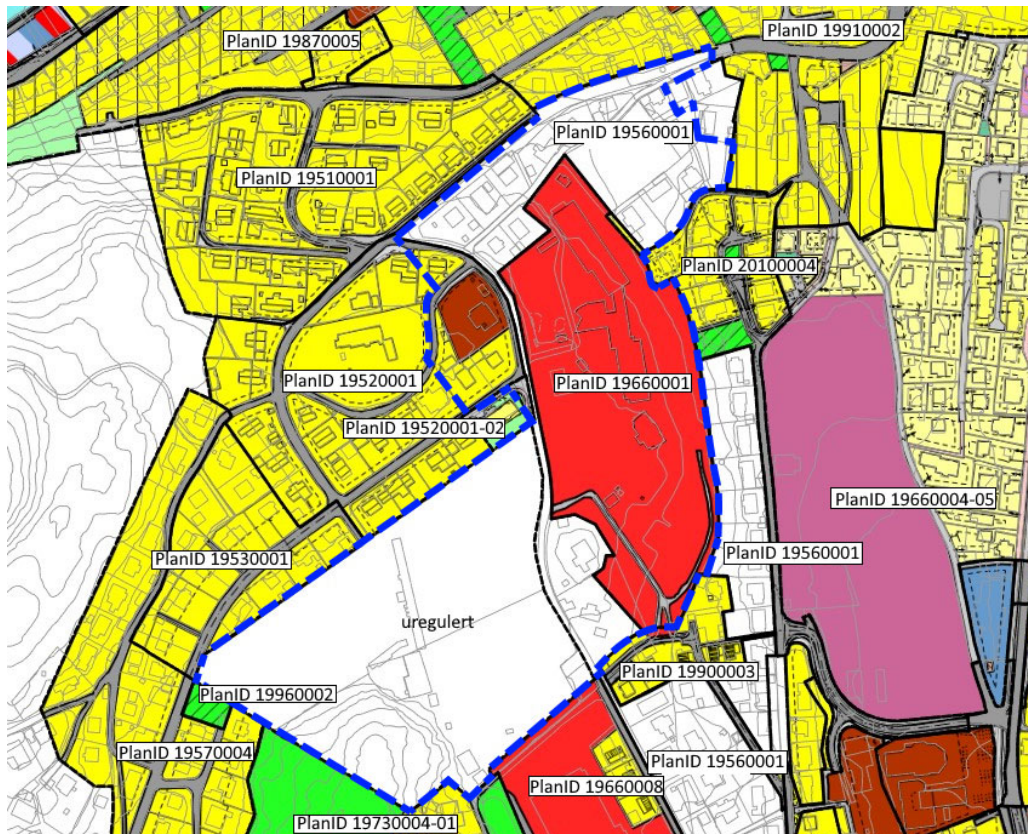 PlanID 19870005
PlanID 19910002
PlanID 19560001
PlanID 19510001
PlanID 20100004
PlanID 19520001
PlanID 19660001
PlanID 19520001-02
PlanID 19660004-05
PlanID 19530001
PlanID 19560001
uregulert
PlanID 19900003
PlanID 19960002
PlanID 19570004
PlanID 19560001
PlanID 19660008
PlanID 19730004-01